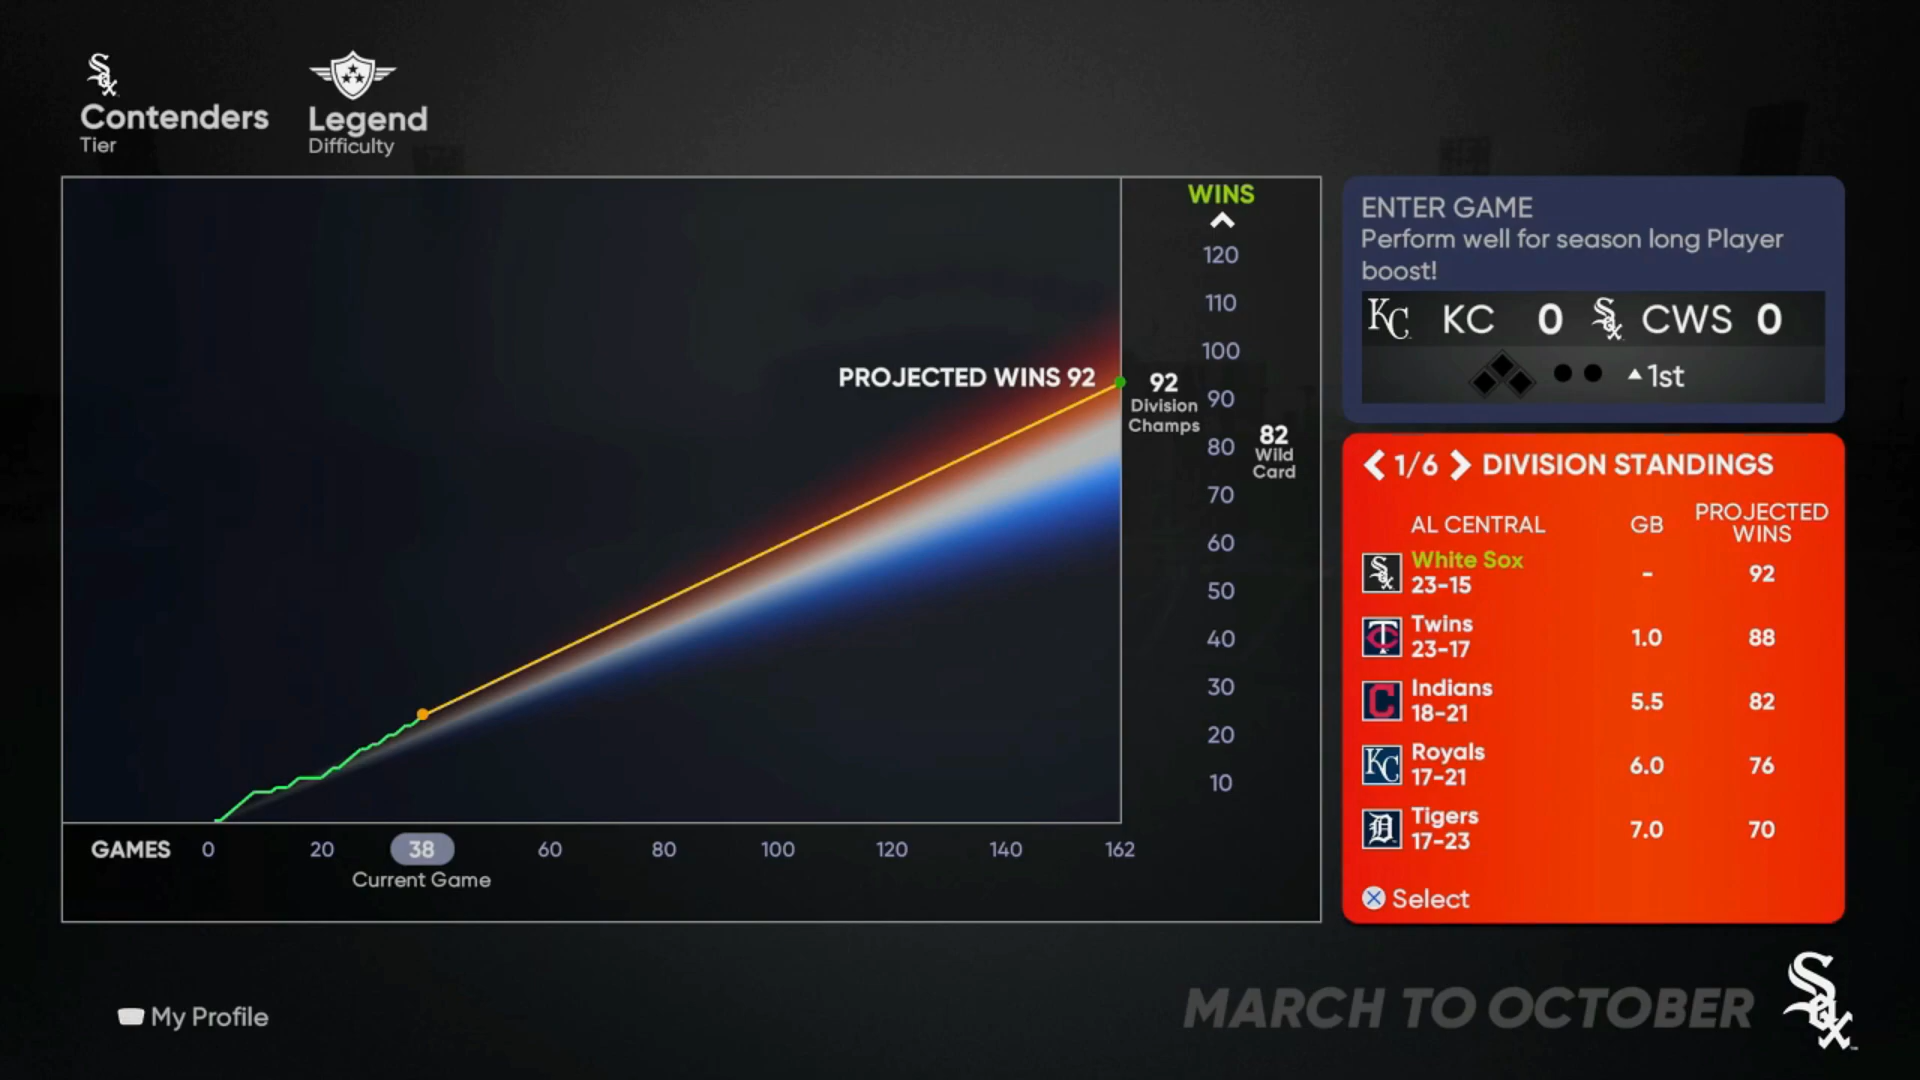 Contenders
Tier
Legend
Difficulty
WINS
120
110
100
90
80
70
60
50
40
30
20
10
PROJECTED WINS 92
92
Division
Champs
82
Wild
Card
GAMES 0 20 38 60 80 100 120 140 162
Current Game
ENTER GAME
Perform well for season long Player
boost!
KC KC 0 Sox CWS 0
1st
1/6 DIVISION STANDINGS
AL CENTRAL GB PROJECTED
WINS
White Sox
23-15 - 92
Twins
23-17 1.0 88
Indians
18-21 5.5 82
Royals
17-21 6.0 76
Tigers
17-23 7.0 70
Select
My Profile
MARCH TO OCTOBER
Sox